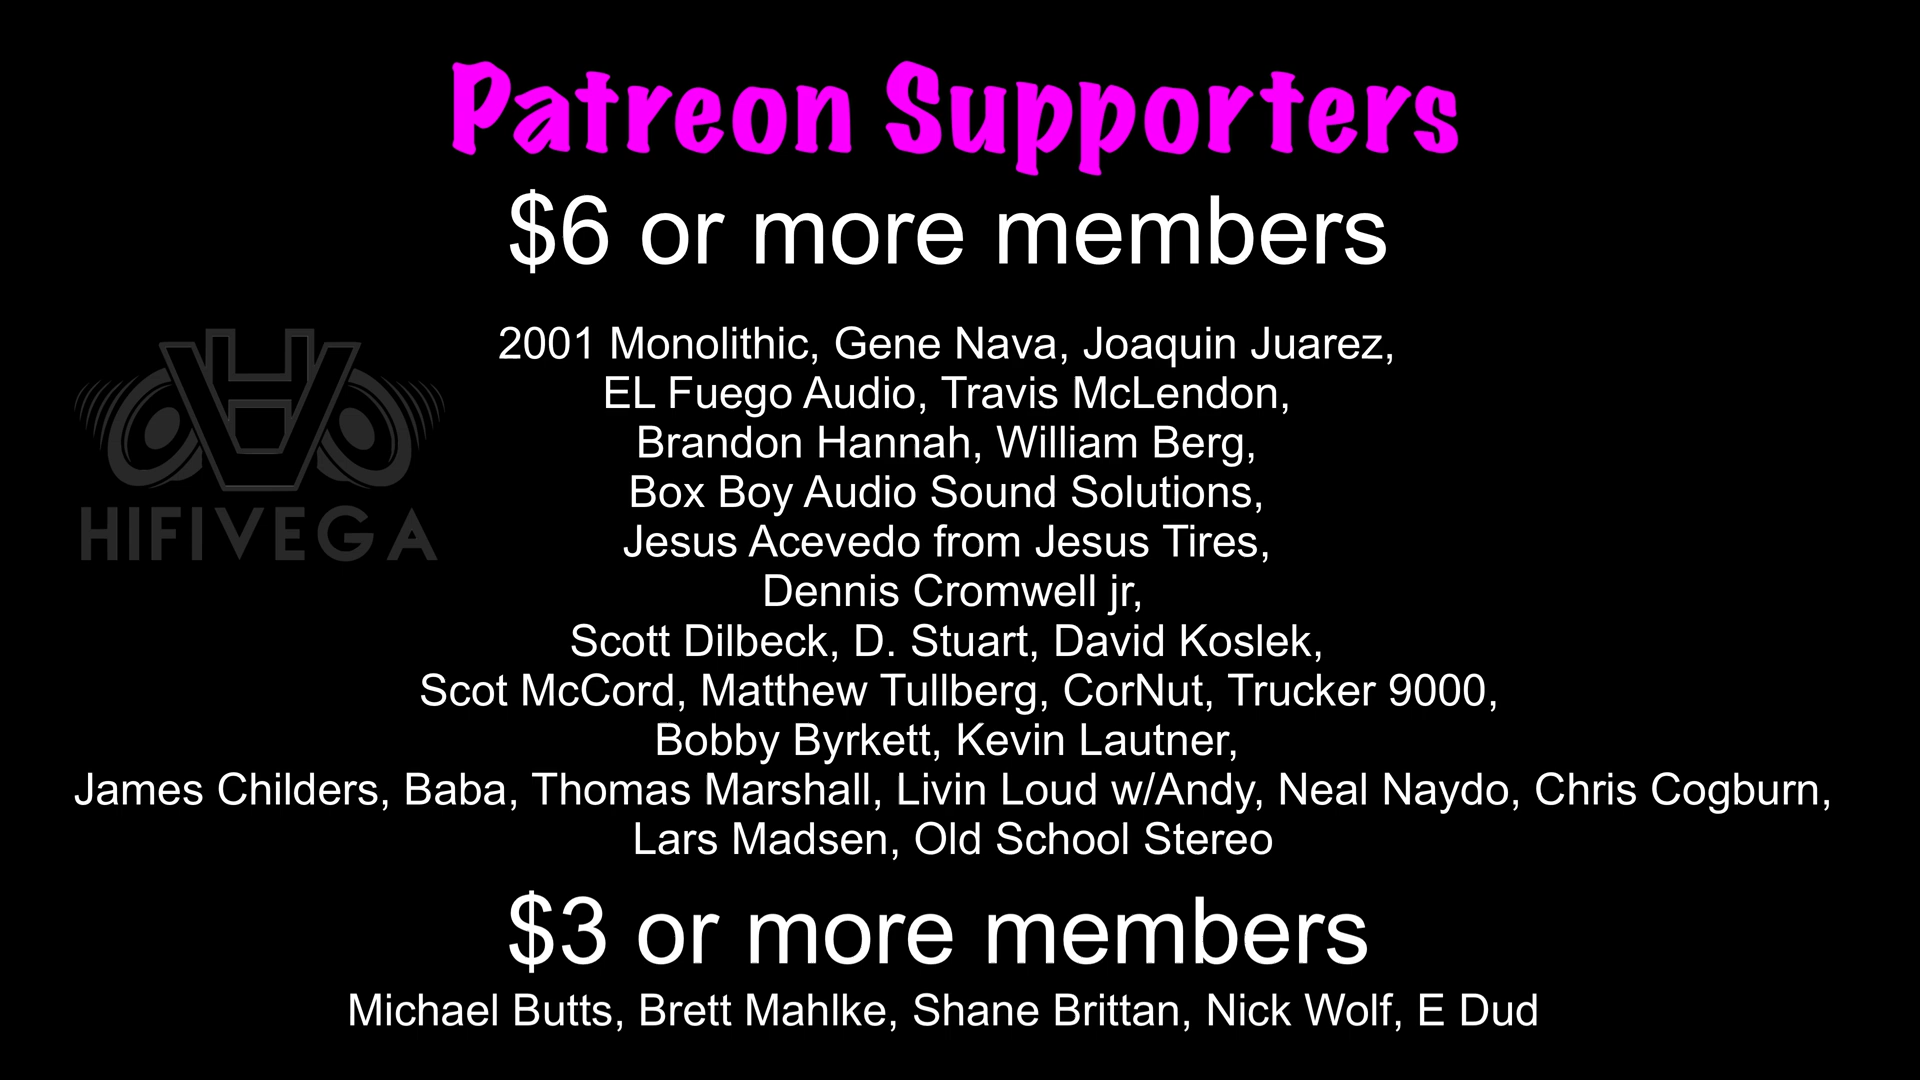 Patreon Supporters
$6 or more members
2001 Monolithic, Gene Nava, Joaquin Juarez,
EL Fuego Audio, Travis McLendon,
Brandon Hannah, William Berg,
Box Boy Audio Sound Solutions,
Jesus Acevedo from Jesus Tires,
Dennis Cromwell jr,
Scott Dilbeck, D. Stuart, David Koslek,
Scot McCord, Matthew Tullberg, CorNut, Trucker 9000,
Bobby Byrkett, Kevin Lautner,
James Childers, Baba, Thomas Marshall, Livin Loud w/Andy, Neal Naydo, Chris Cogburn,
Lars Madsen, Old School Stereo
HIFIVEGA
$3 or more members
Michael Butts, Brett Mahlke, Shane Brittan, Nick Wolf, E Dud